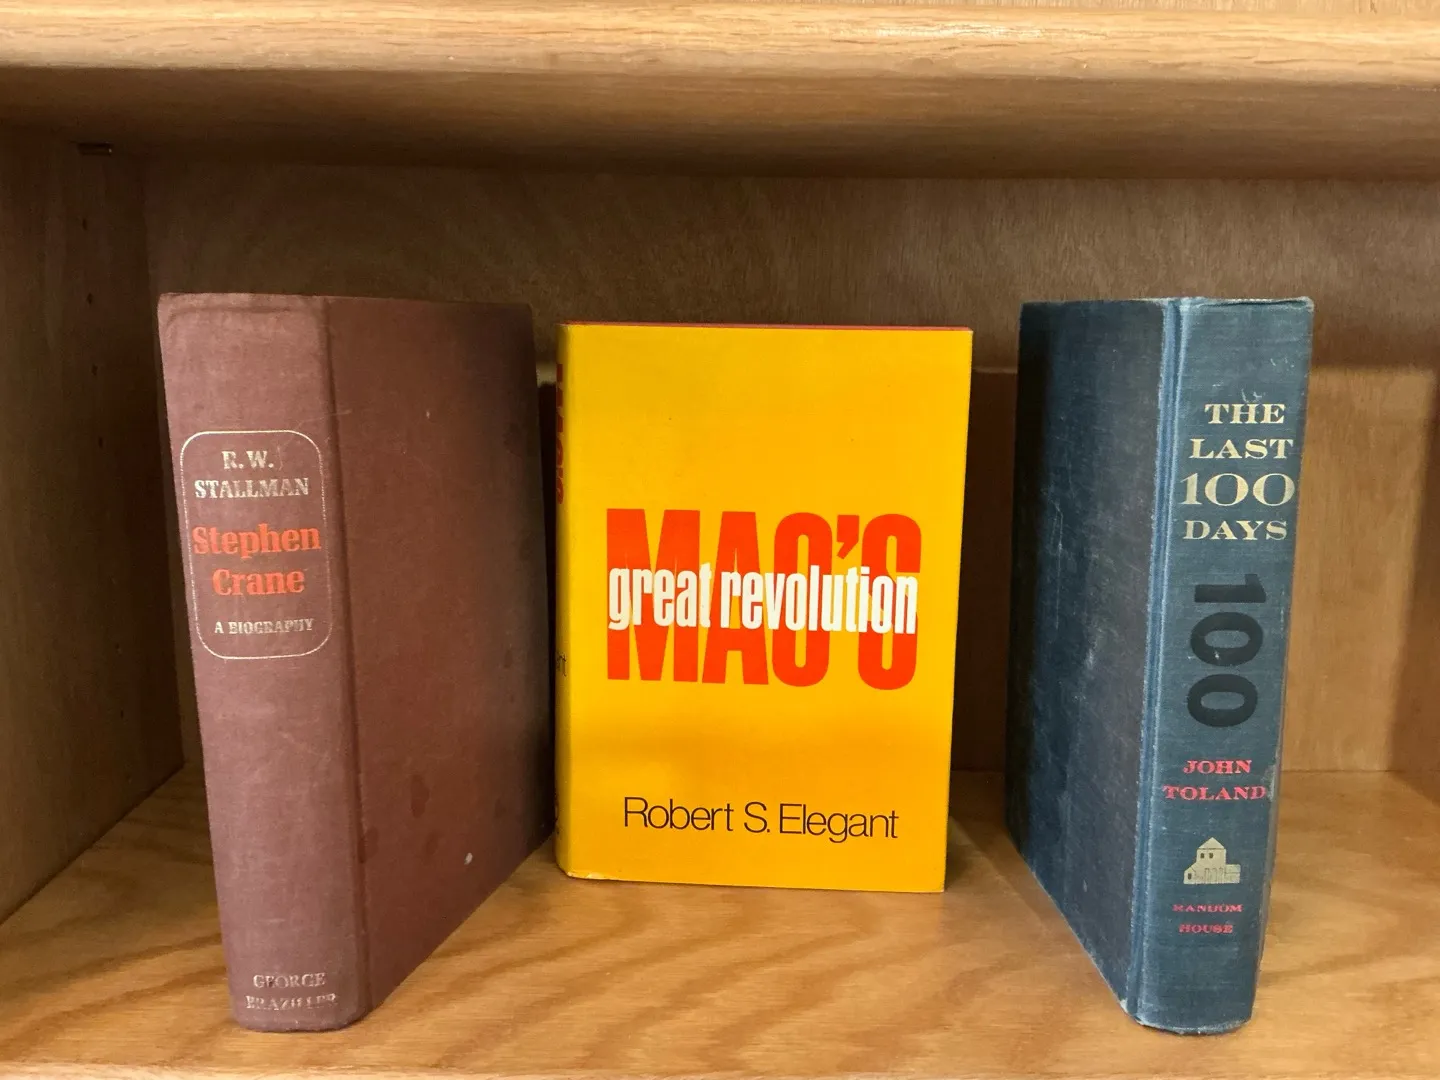 R. W.
STALLMAN
Stephen
Crane
A BIOGRAPHY
GEORGE
BRAZILLER
MAO'S
great revolution
Robert S. Elegant
THE
LAST
100
DAYS
100
JOHN
TOLAND
RANDOM
HOUSE